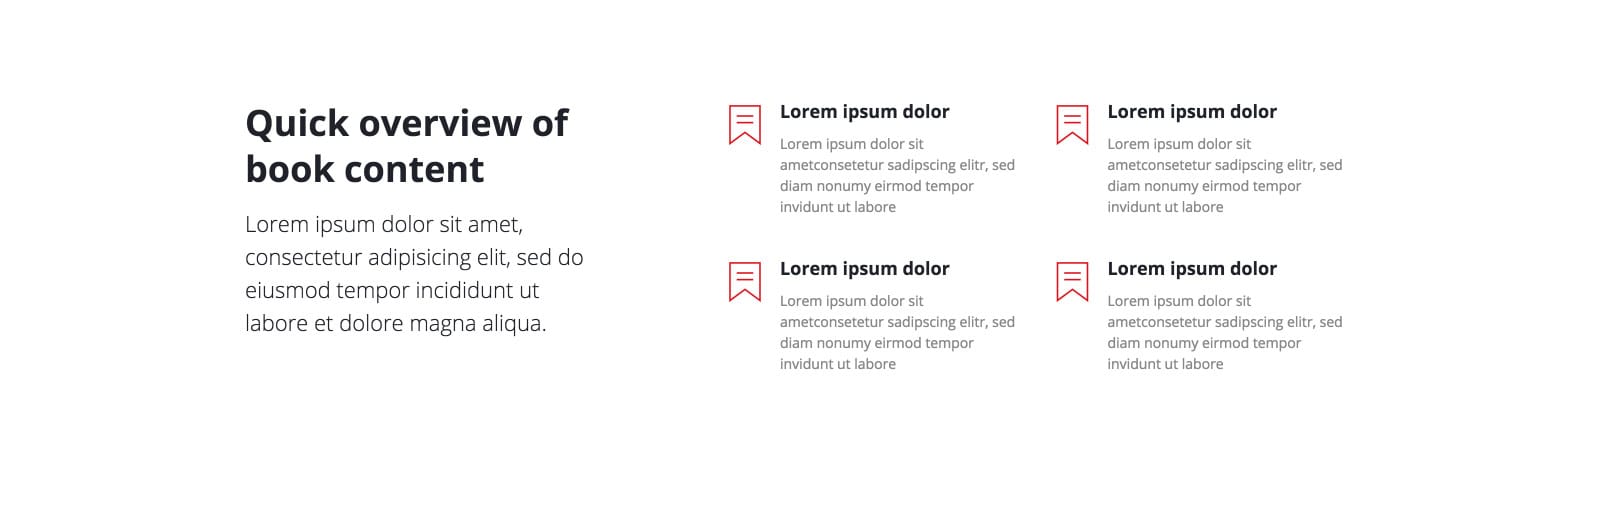 Quick overview of
book content
Lorem ipsum dolor sit amet,
consectetur adipisicing elit, sed do
eiusmod tempor incididunt ut
labore et dolore magna aliqua.
Lorem ipsum dolor
Lorem ipsum dolor sit
ametconsetetur sadipscing elitr, sed
diam nonumy eirmod tempor
invidunt ut labore
Lorem ipsum dolor
Lorem ipsum dolor sit
ametconsetetur sadipscing elitr, sed
diam nonumy eirmod tempor
invidunt ut labore
Lorem ipsum dolor
Lorem ipsum dolor sit
ametconsetetur sadipscing elitr, sed
diam nonumy eirmod tempor
invidunt ut labore
Lorem ipsum dolor
Lorem ipsum dolor sit
ametconsetetur sadipscing elitr, sed
diam nonumy eirmod tempor
invidunt ut labore